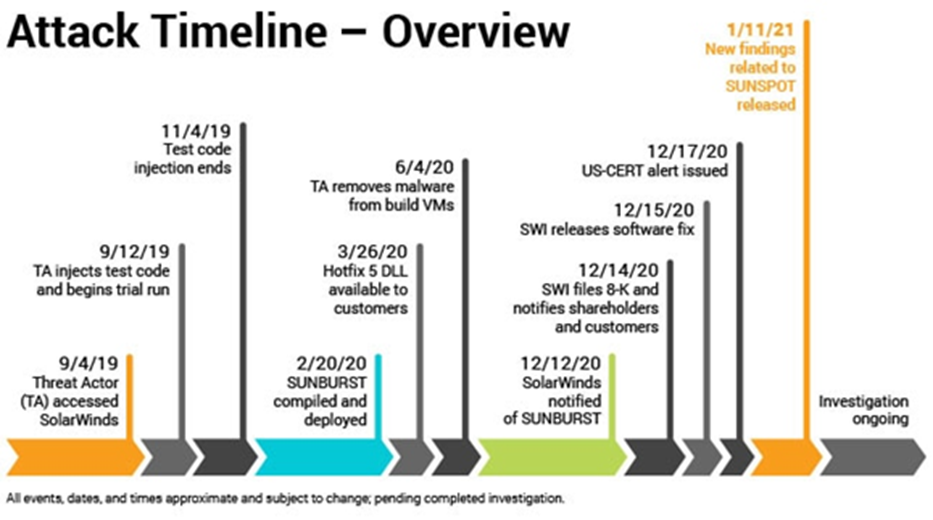 Attack Timeline – Overview
9/4/19
Threat Actor
(TA) accessed
SolarWinds
9/12/19
TA injects test code
and begins trial run
11/4/19
Test code
injection ends
2/20/20
SUNBURST
compiled and
deployed
3/26/20
Hotfix 5 DLL
available to
customers
6/4/20
TA removes malware
from build VMs
12/12/20
SolarWinds
notified
of SUNBURST
12/14/20
SWI files 8-K and
notifies shareholders
and customers
12/15/20
SWI releases software fix
12/17/20
US-CERT alert issued
1/11/21
New findings
related to
SUNSPOT
released
Investigation
ongoing
All events, dates, and times approximate and subject to change; pending completed investigation.